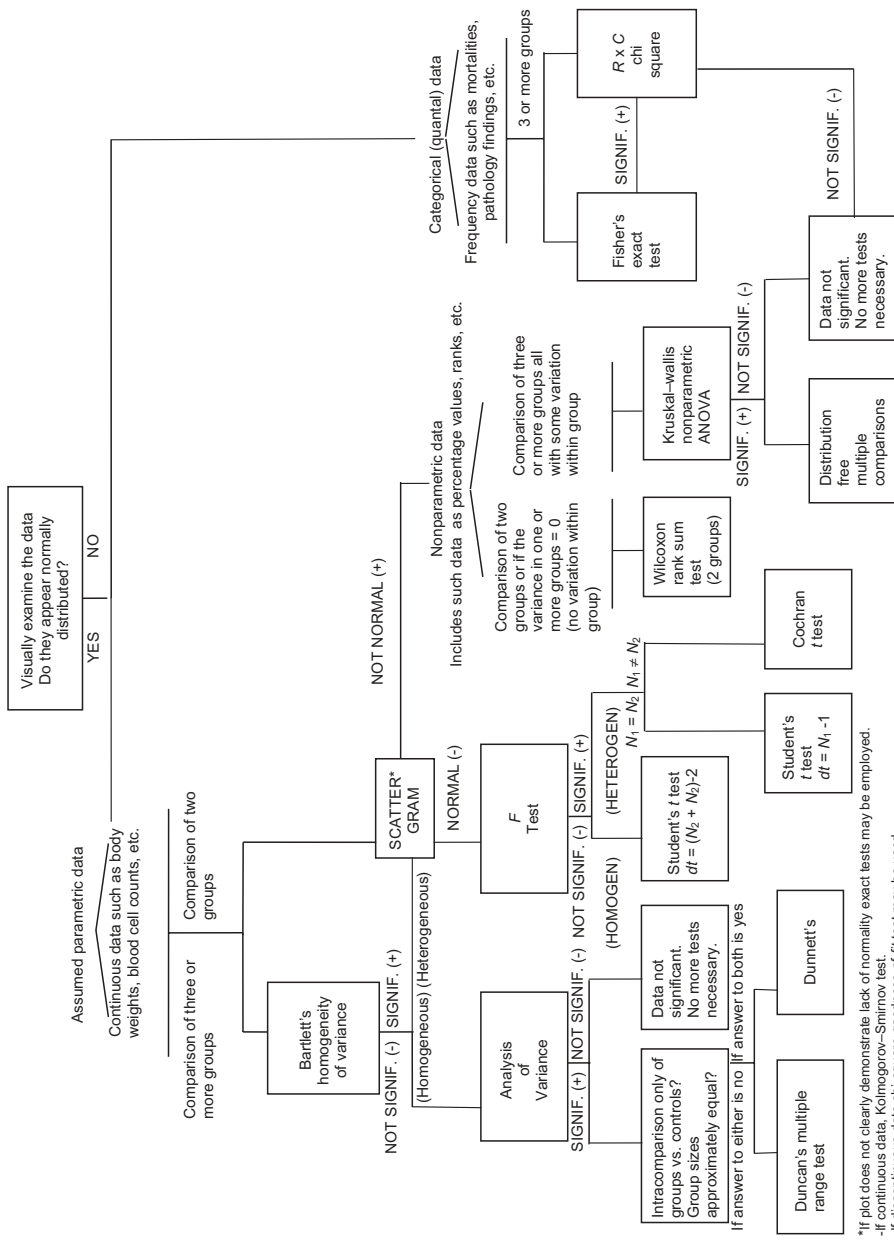 Visually examine the data
Do they appear normally
distributed?
YES
NO
Assumed parametric data
Continuous data such as body
weights, blood cell counts, etc.
Comparison of three or
more groups
Comparison of two
groups
Bartlett's
homogeneity
of variance
NOT SIGNIF. (-)
SIGNIF. (+)
(Homogeneous)
(Heterogeneous)
SCATTER*
GRAM
NOT NORMAL (+)
NORMAL (-)
Analysis
of
Variance
SIGNIF. (+)
NOT SIGNIF. (-)
Intracomparison only of
groups vs. controls?
Group sizes
approximately equal?
Data not
significant.
No more tests
necessary.
If answer to either is no
If answer to both is yes
Duncan's multiple
range test
Dunnett's
F
Test
NOT SIGNIF. (-)
SIGNIF. (+)
(HOMOGEN)
(HETEROGEN)
Student's t test
dt = (N2 + N2)-2
N1 = N2
N1 ≠ N2
Student's
t test
dt = N1 -1
Cochran
t test
Nonparametric data
Includes such data as percentage values, ranks, etc.
Comparison of two
groups or if the
variance in one or
more groups = 0
(no variation within
group)
Comparison of three
or more groups all
with some variation
within group
Wilcoxon
rank sum
test
(2 groups)
Kruskal–wallis
nonparametric
ANOVA
SIGNIF. (+)
NOT SIGNIF. (-)
Distribution
free
multiple
comparisons
Data not
significant.
No more tests
necessary.
Categorical (quantal) data
Frequency data such as mortalities,
pathology findings, etc.
3 or more groups
Fisher's
exact
test
SIGNIF. (+)
R x C
chi
square
NOT SIGNIF. (-)
*If plot does not clearly demonstrate lack of normality exact tests may be employed.
-If continuous data, Kolmogorov–Smirnov test.